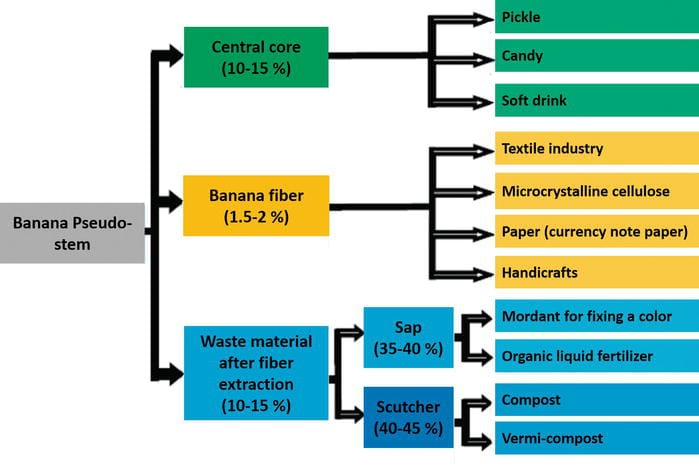 Banana Pseudo-
stem
Central core
(10-15 %)
Pickle
Candy
Soft drink
Banana fiber
(1.5-2 %)
Textile industry
Microcrystalline cellulose
Paper (currency note paper)
Handicrafts
Waste material
after fiber
extraction
(10-15 %)
Sap
(35-40 %)
Mordant for fixing a color
Organic liquid fertilizer
Scutcher
(40-45 %)
Compost
Vermi-compost